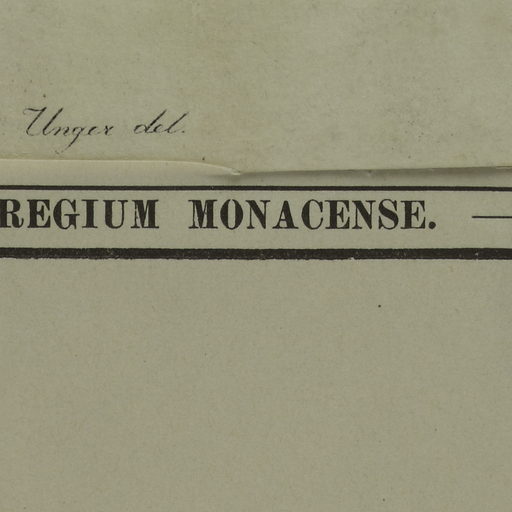 Unger del.
REGIUM MONACENSE. —